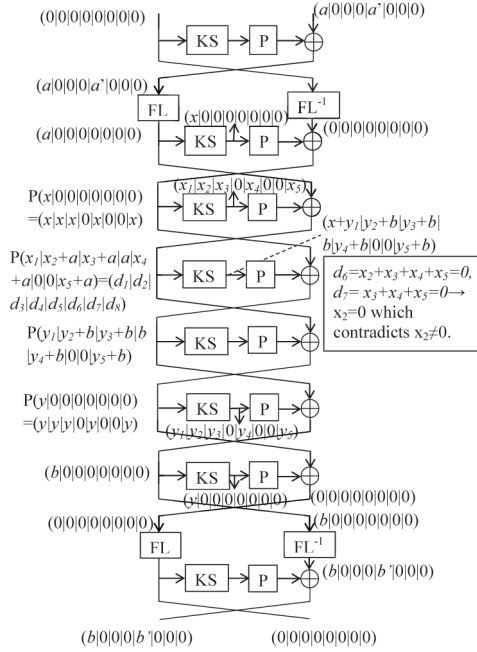 (0|0|0|0|0|0|0|0)
(a|0|0|0|a'|0|0|0)
KS
P
(a|0|0|0|a'|0|0|0)
FL
FL⁻¹
(x|0|0|0|0|0|0|0)
(a|0|0|0|0|0|0|0)
KS
P
(0|0|0|0|0|0|0|0)
P(x|0|0|0|0|0|0|0)
=(x|x|x|0|x|0|0|x)
(x₁|x₂|x₃|0|x₄|0|0|x₅)
KS
P
(x+y₁|y₂+b|y₃+b|
b|y₄+b|0|0|y₅+b)
P(x₁|x₂+a|x₃+a|a|x₄
+a|0|0|x₅+a)=(d₁|d₂|
d₃|d₄|d₅|d₆|d₇|d₈)
KS
P
d₆=x₂+x₃+x₄+x₅=0,
d₇= x₃+x₄+x₅=0→
x₂=0 which
contradicts x₂≠0.
P(y₁|y₂+b|y₃+b|b
|y₄+b|0|0|y₅+b)
KS
P
P(y|0|0|0|0|0|0|0)
=(y|y|y|0|y|0|0|y)
KS
P
(y₁|y₂|y₃|0|y₄|0|0|y₅)
(b|0|0|0|0|0|0|0)
KS
P
(y|0|0|0|0|0|0|0)
(0|0|0|0|0|0|0|0)
(0|0|0|0|0|0|0|0)
(b|0|0|0|0|0|0|0)
FL
FL⁻¹
KS
P
(b|0|0|0|b'|0|0|0)
(b|0|0|0|b'|0|0|0)
(0|0|0|0|0|0|0|0)